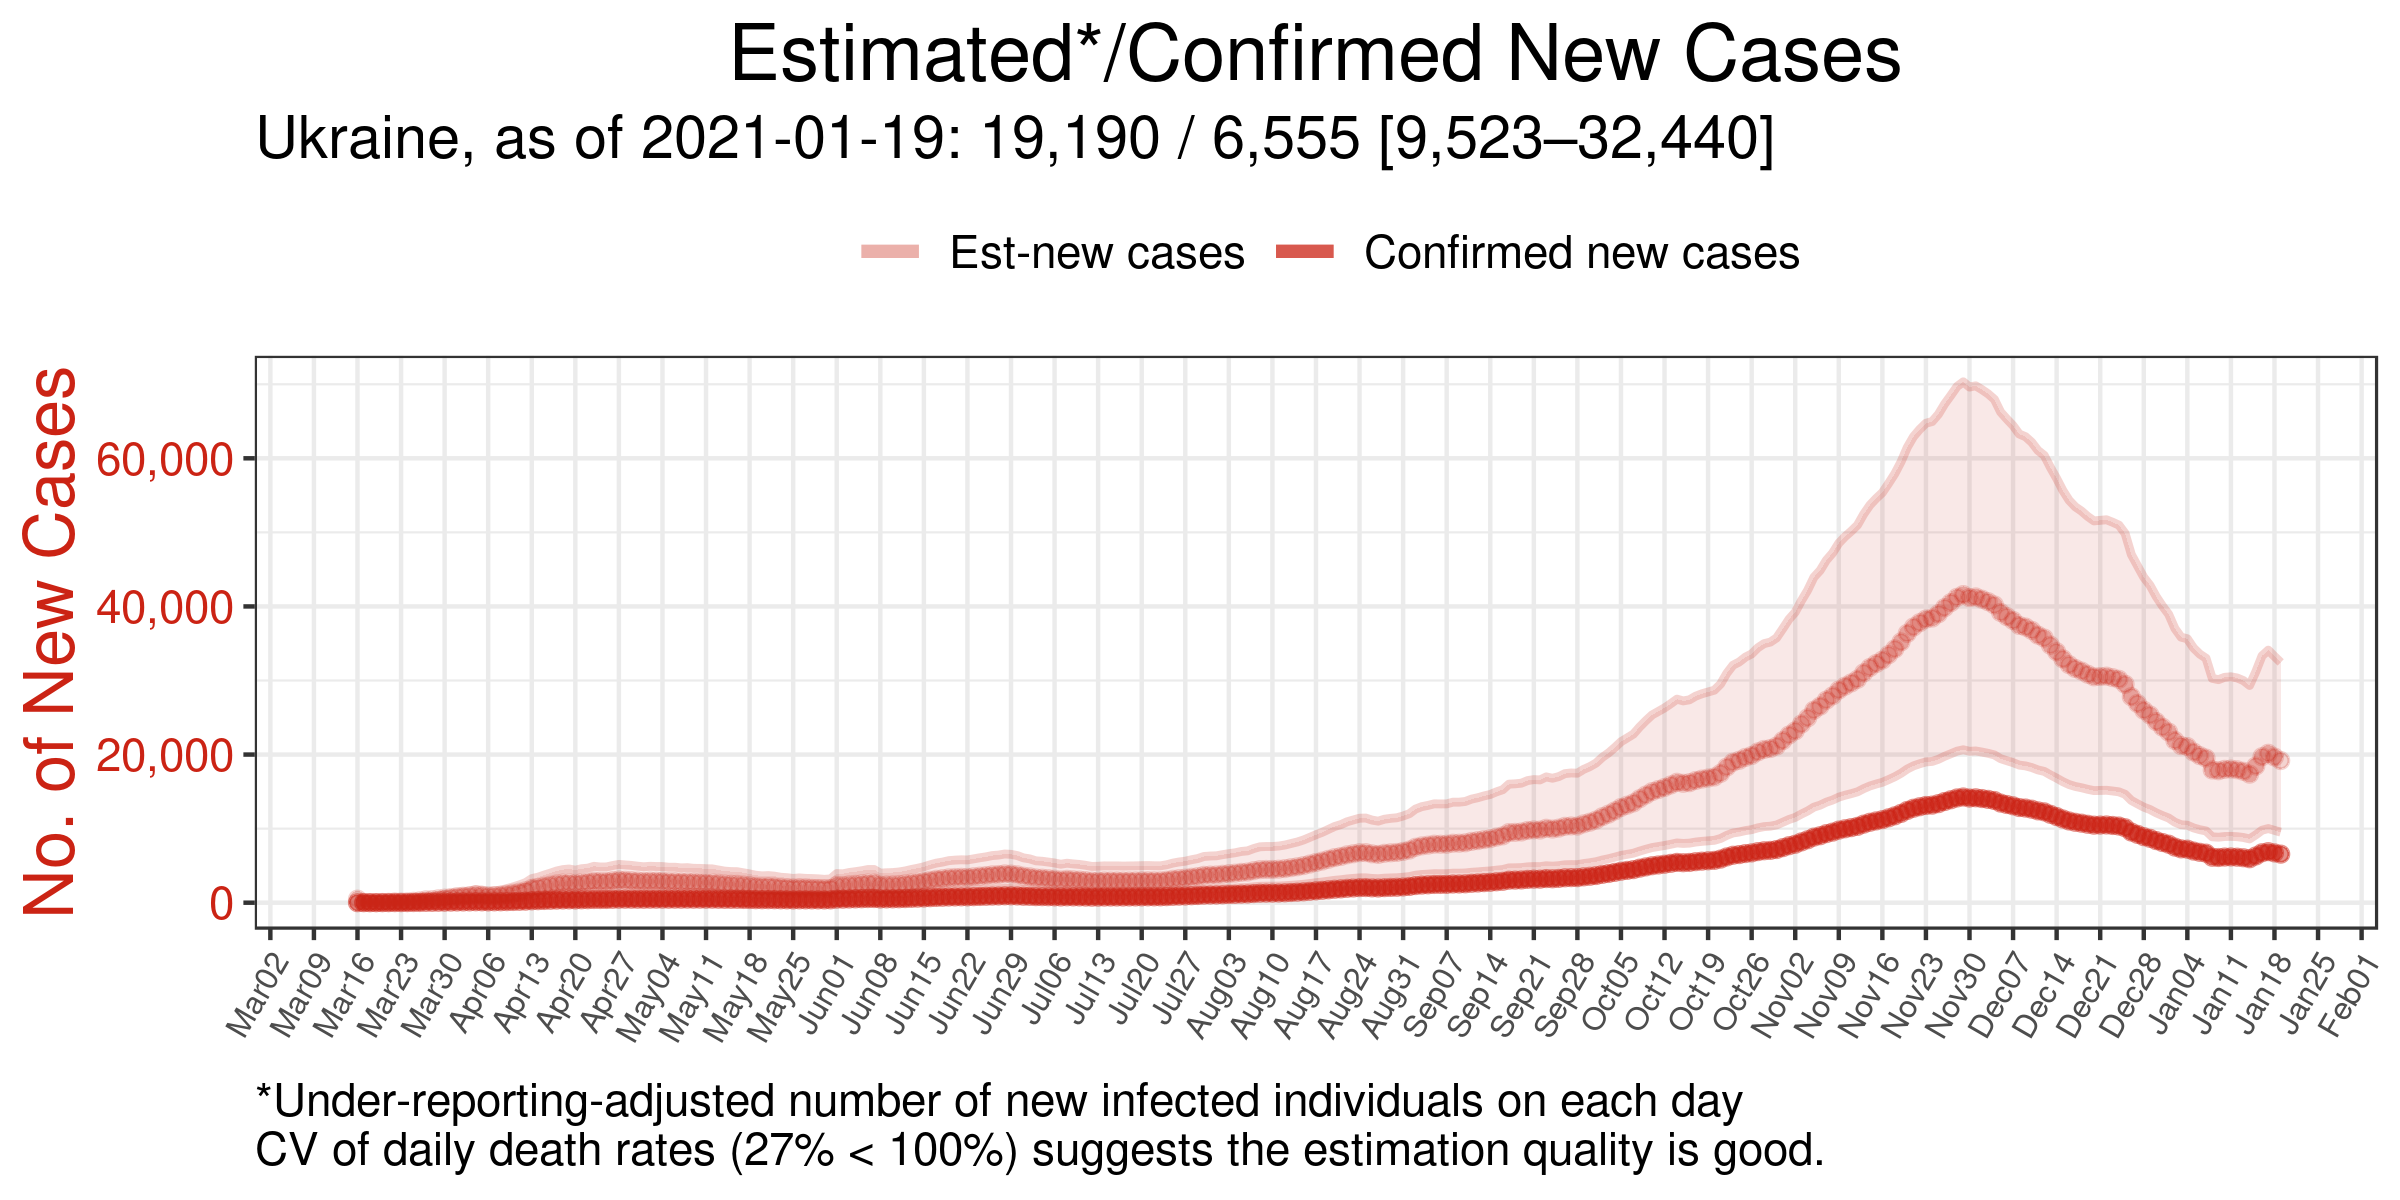 Estimated*/Confirmed New Cases
Ukraine, as of 2021-01-19: 19,190 / 6,555 [9,523–32,440]
Est-new cases
Confirmed new cases
No. of New Cases
60,000
40,000
20,000
0
Mar02
Mar09
Mar16
Mar23
Mar30
Apr06
Apr13
Apr20
Apr27
May04
May11
May18
May25
Jun01
Jun08
Jun15
Jun22
Jun29
Jul06
Jul13
Jul20
Jul27
Aug03
Aug10
Aug17
Aug24
Aug31
Sep07
Sep14
Sep21
Sep28
Oct05
Oct12
Oct19
Oct26
Nov02
Nov09
Nov16
Nov23
Nov30
Dec07
Dec14
Dec21
Dec28
Jan04
Jan11
Jan18
Jan25
Feb01
*Under-reporting-adjusted number of new infected individuals on each day
CV of daily death rates (27% < 100%) suggests the estimation quality is good.